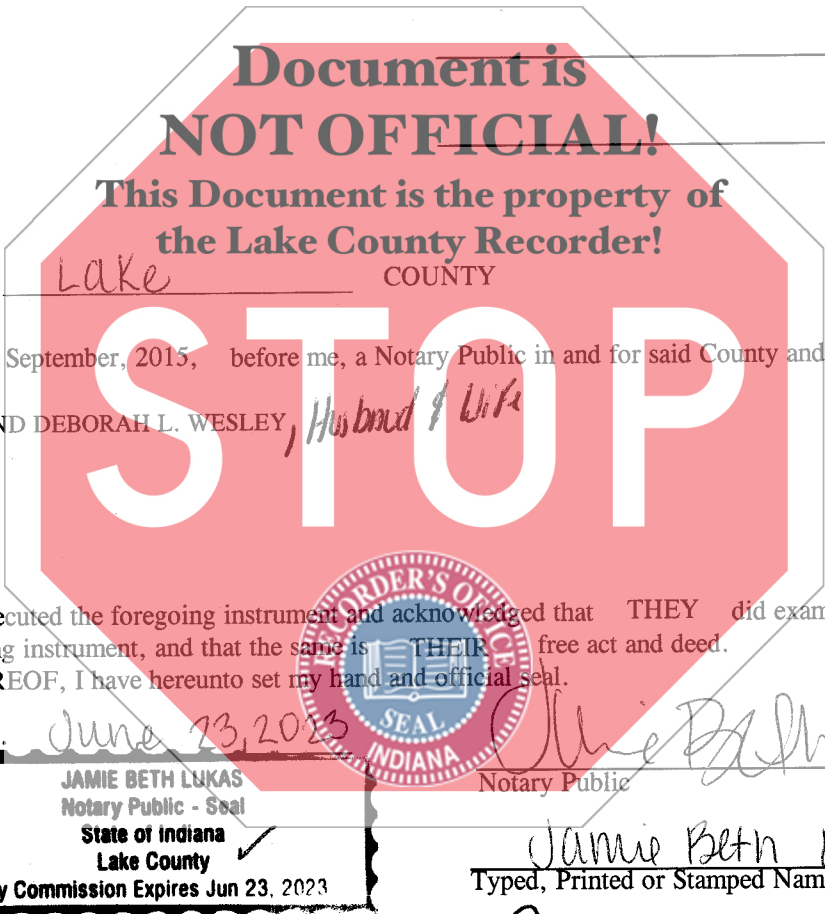 Document is
NOT OFFICIAL!
This Document is the property of
the Lake County Recorder!
Lake COUNTY
STOP
September, 2015, before me, a Notary Public in and for said County and
ND DEBORAH L. WESLEY, Husband & Wife
RECORDER'S OFFICE
ecuted the foregoing instrument and acknowledged that THEY did exam
g instrument, and that the same is THEIR free act and deed.
REOF, I have hereunto set my hand and official seal.
SEAL
INDIANA
June 23, 2023
Notary Public
JAMIE BETH LUKAS
Notary Public - Seal
State of Indiana
Lake County
y Commission Expires Jun 23, 2023
Jamie Beth
Typed, Printed or Stamped Nam